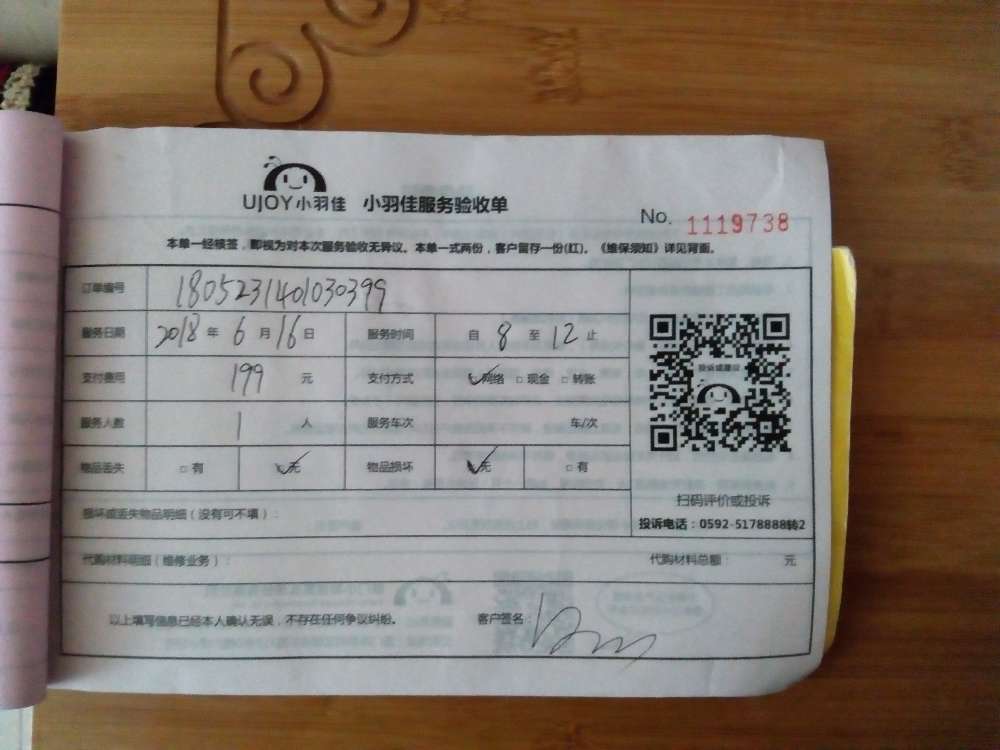 UJOY小羽佳 小羽佳服务验收单
No. 1119738
本单一经核签，即视为对本次服务验收无异议。本单一式两份，客户留存一份(红)。《维保须知》详见背面。
订单编号 1805231401030399
服务日期 2018 年 6 月 16 日 服务时间 自 8 至 12 止
支付费用 199 元 支付方式 网络 现金 转账
服务人数 1 人 服务车次 车/次
物品丢失 有 无 物品损坏 无 有
投诉或建议
扫码评价或投诉
投诉电话：0592-5178888转2
损坏或丢失物品明细（没有可不填）：
代购材料明细（维修业务）： 代购材料总额： 元
以上填写信息已经本人确认无误，不存在任何争议纠纷。 客户签名：